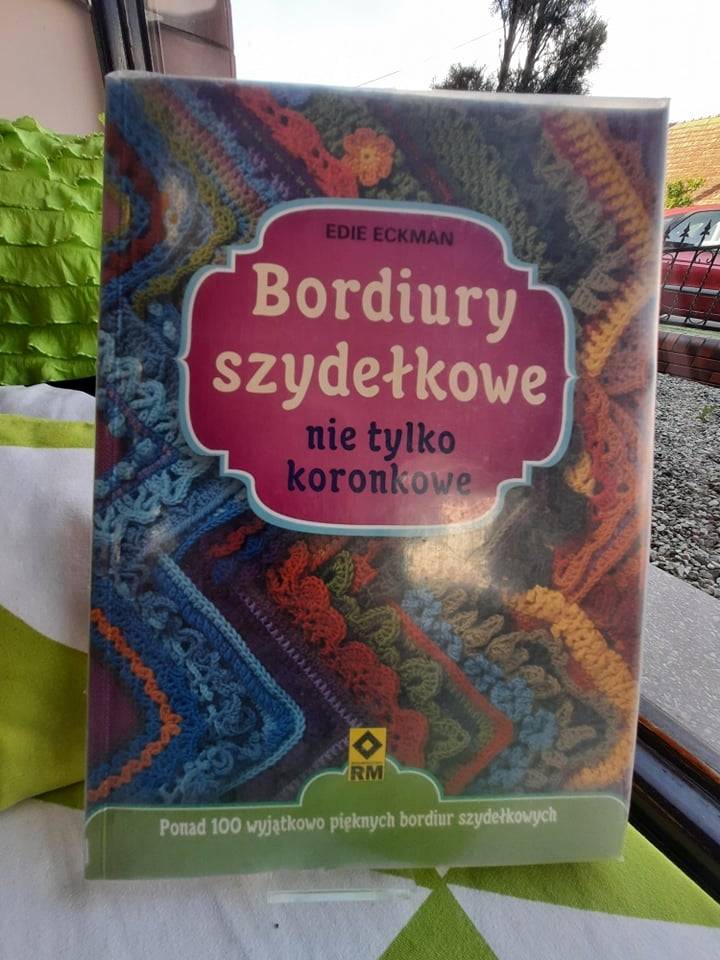 EDIE ECKMAN
Bordiury
szydełkowe
nie tylko
koronkowe
RM
Ponad 100 wyjątkowo pięknych bordiur szydełkowych